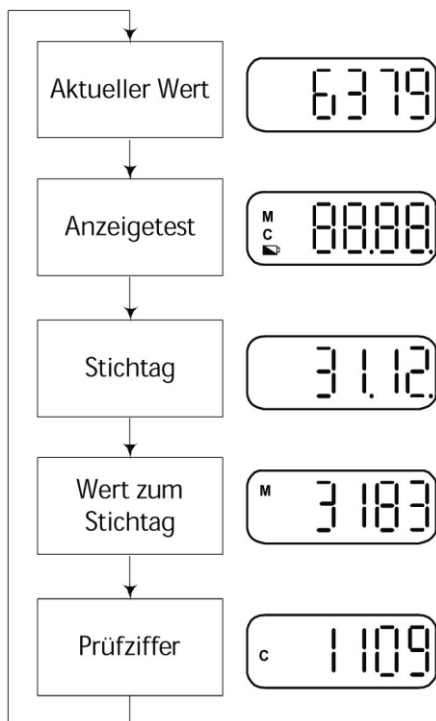 Aktueller Wert
6379
Anzeigetest
M
C
88.88.
Stichtag
31.12.
Wert zum
Stichtag
M
3183
Prüfziffer
C
1109